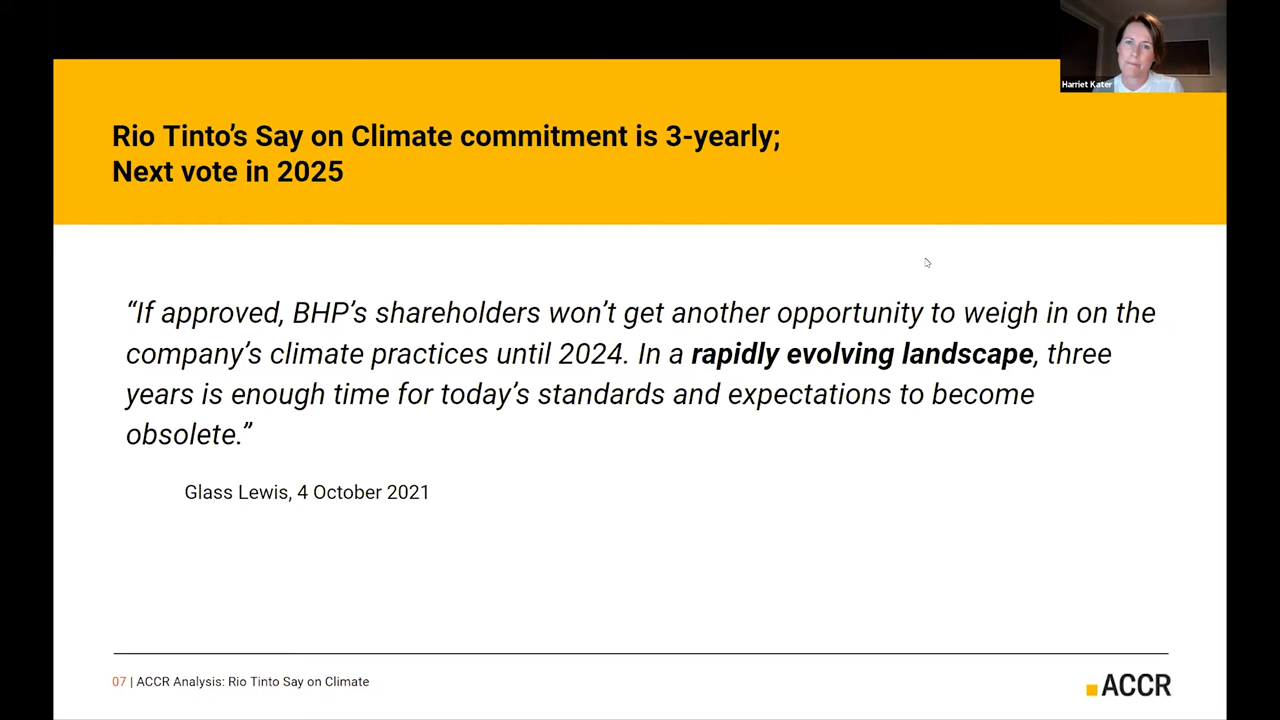 Harriet Kater
Rio Tinto’s Say on Climate commitment is 3-yearly;
Next vote in 2025
“If approved, BHP’s shareholders won’t get another opportunity to weigh in on the
company’s climate practices until 2024. In a rapidly evolving landscape, three
years is enough time for today’s standards and expectations to become
obsolete.”
Glass Lewis, 4 October 2021
07 | ACCR Analysis: Rio Tinto Say on Climate
ACCR